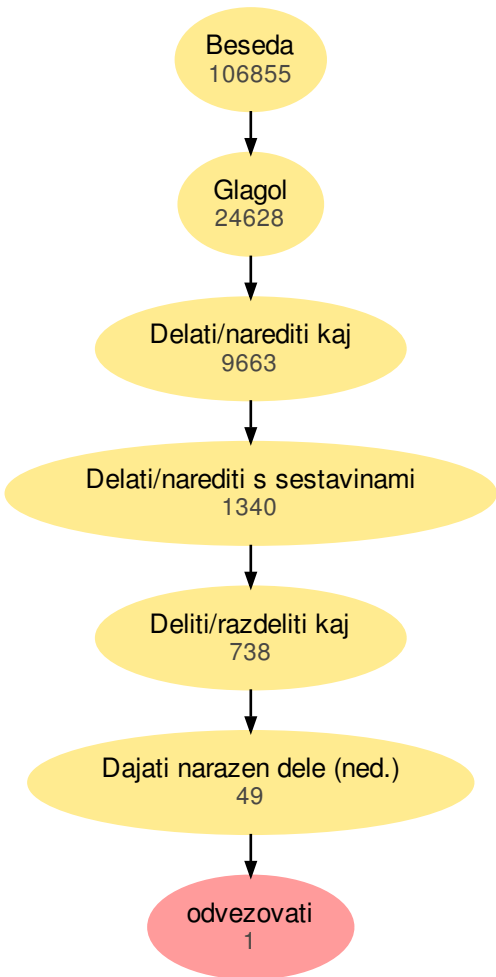 Beseda
106855
Glagol
24628
Delati/narediti kaj
9663
Delati/narediti s sestavinami
1340
Deliti/razdeliti kaj
738
Dajati narazen dele (ned.)
49
odvezovati
1